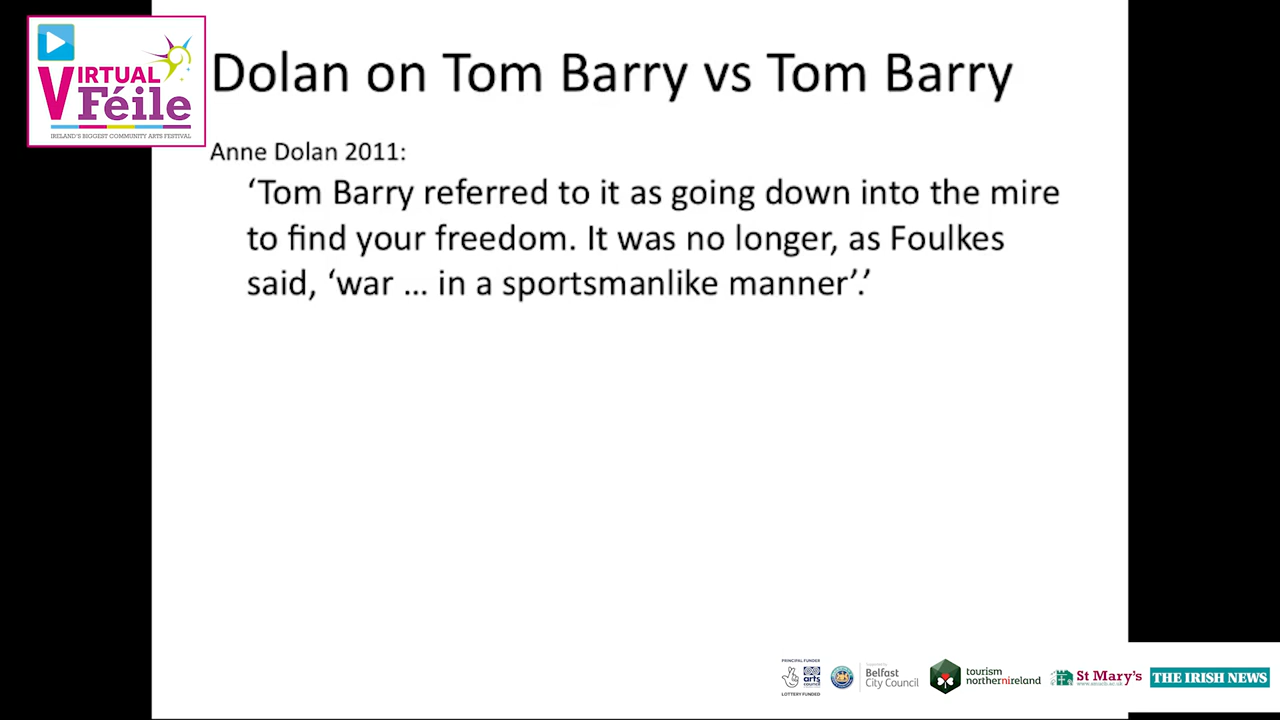 VIRTUAL
Féile
IRELAND'S BIGGEST COMMUNITY ARTS FESTIVAL
Dolan on Tom Barry vs Tom Barry
Anne Dolan 2011:
‘Tom Barry referred to it as going down into the mire
to find your freedom. It was no longer, as Foulkes
said, ‘war … in a sportsmanlike manner’.’
PRINCIPAL FUNDER
arts
council
LOTTERY FUNDED
Supported by
Belfast
City Council
tourism
northernireland
St Mary's
THE IRISH NEWS